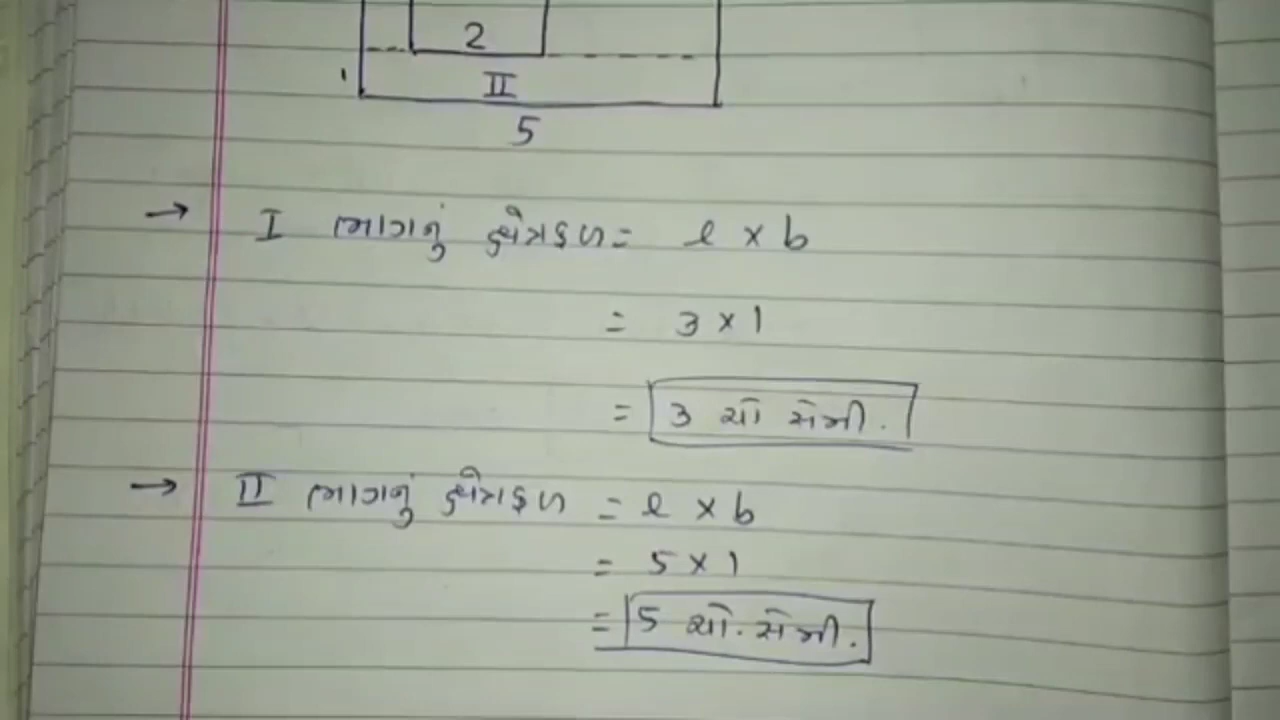 2
II
5
→ I ભાગનું ક્ષેત્રફળ = l × b
= 3 × 1
= 3 ચો સેમી.
→ II ભાગનું ક્ષેત્રફળ = l × b
= 5 × 1
= 5 ચો. સેમી.